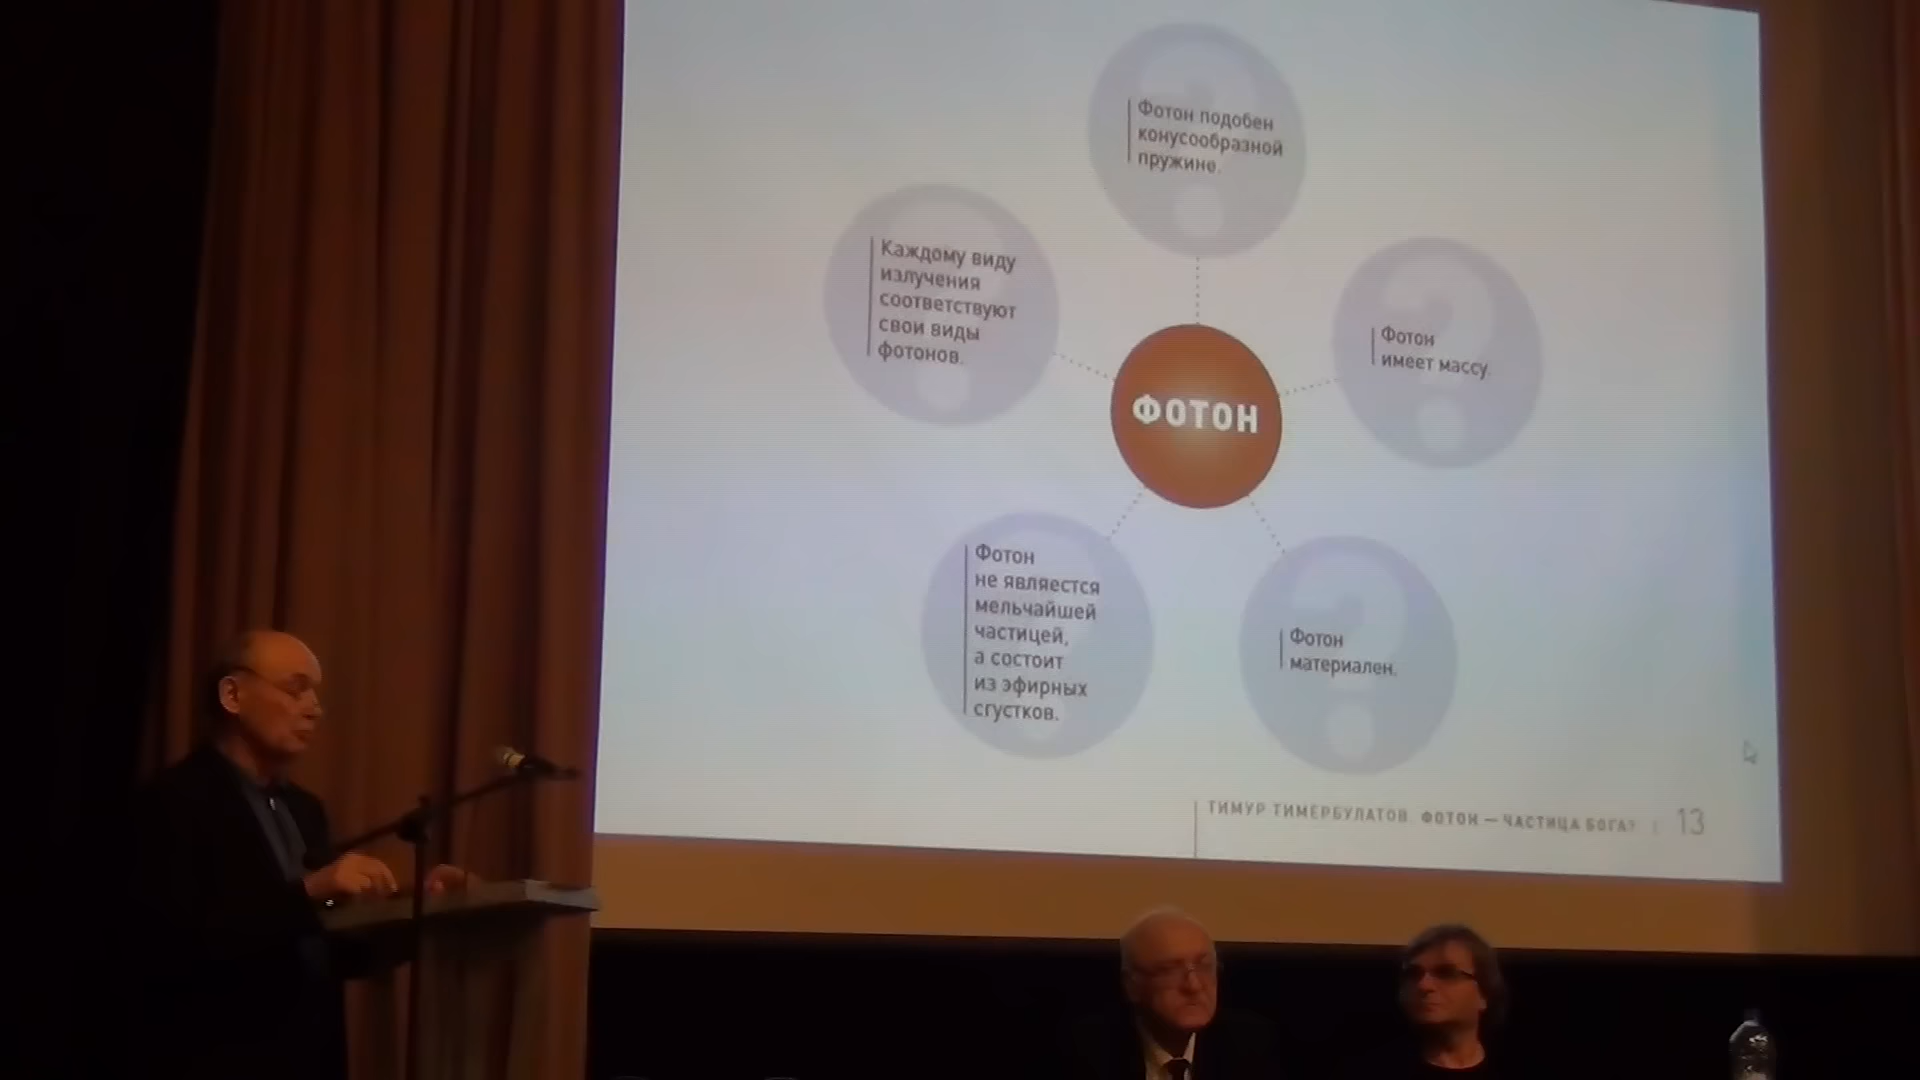 Фотон подобен
конусообразной
пружине.
Каждому виду
излучения
соответствуют
свои виды
фотонов.
Фотон
имеет массу.
ФОТОН
Фотон
не являестся
мельчайшей
частицей,
а состоит
из эфирных
сгустков.
Фотон
материален.
ТИМУР ТИМЕРБУЛАТОВ. ФОТОН — ЧАСТИЦА БОГА? | 13